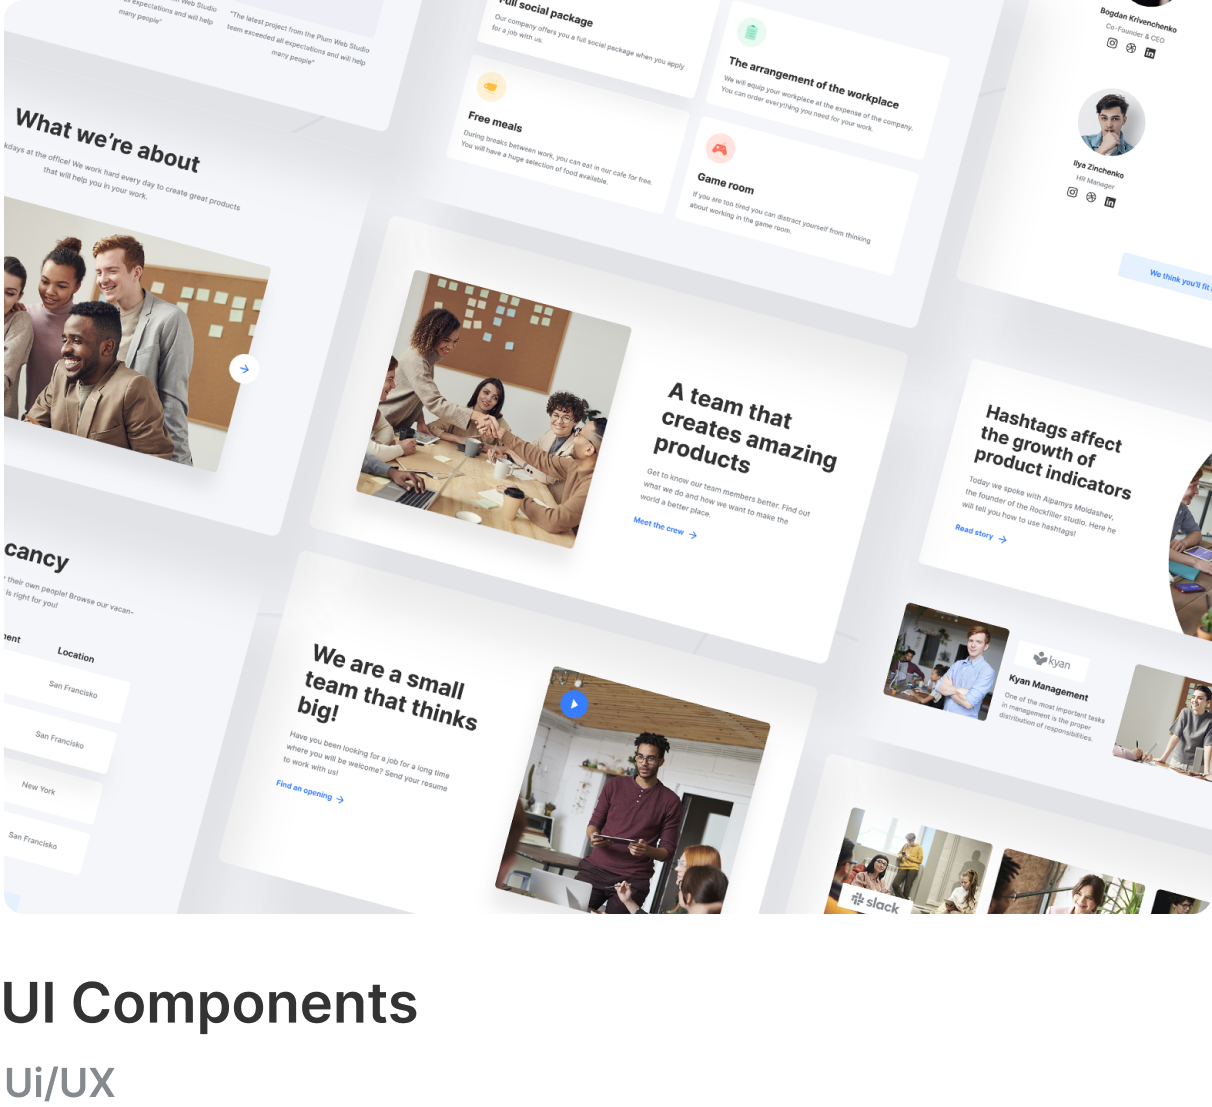 Web Studio
all expectations and will help
many people"
"The latest project from the Plum Web Studio
team exceeded all expectations and will help
many people"
Full social package
Our company offers you a full social package when you apply
for a job with us.
The arrangement of the workplace
We will equip your workplace at the expense of the company.
You can order everything you need for your work.
Free meals
During breaks between work, you can eat in our cafe for free.
You will have a huge selection of food available.
Game room
If you are too tired you can distract yourself from thinking
about working in the game room.
Bogdan Krivenchenko
Co-Founder & CEO
Ilya Zinchenko
HR Manager
We think you'll fit
What we're about
kdays at the office! We work hard every day to create great products
that will help you in your work.
A team that
creates amazing
products
Get to know our team members better. Find out
what we do and how we want to make the
world a better place.
Meet the crew
Hashtags affect
the growth of
product indicators
Today we spoke with Alpamys Moldashev,
the founder of the Rockfiller studio. Here he
will tell you how to use hashtags!
Read story
cancy
their own people! Browse our vacan-
is right for you!
Location
San Francisko
San Francisko
New York
San Francisko
We are a small
team that thinks
big!
Have you been looking for a job for a long time
where you will be welcome? Send your resume
to work with us!
Find an opening
kyan
Kyan Management
One of the most important tasks
in management is the proper
distribution of responsibilities.
slack
UI Components
Ui/UX